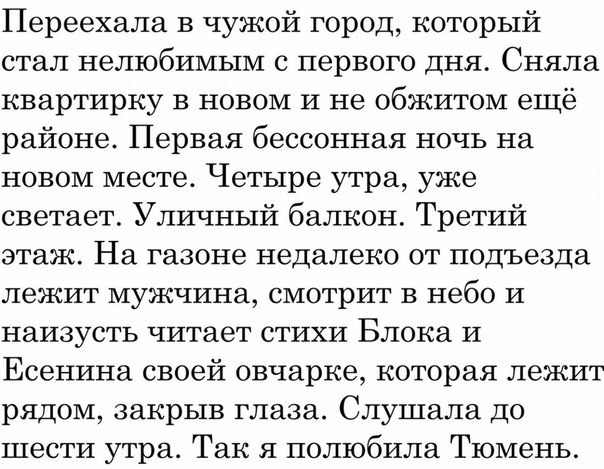 Переехала в чужой город, который
стал нелюбимым с первого дня. Сняла
квартирку в новом и не обжитом ещё
районе. Первая бессонная ночь на
новом месте. Четыре утра, уже
светает. Уличный балкон. Третий
этаж. На газоне недалеко от подъезда
лежит мужчина, смотрит в небо и
наизусть читает стихи Блока и
Есенина своей овчарке, которая лежит
рядом, закрыв глаза. Слушала до
шести утра. Так я полюбила Тюмень.